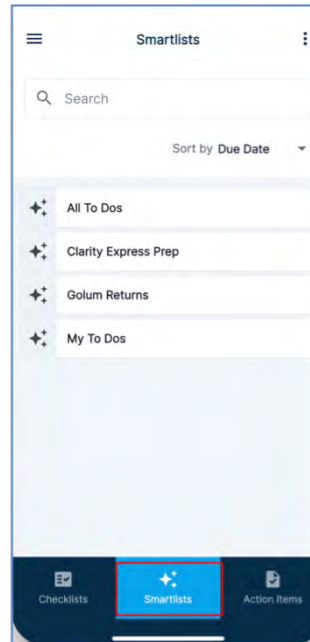 Smartlists
Search
Sort by Due Date
All To Dos
Clarity Express Prep
Golum Returns
My To Dos
Checklists Smartlists Action Items